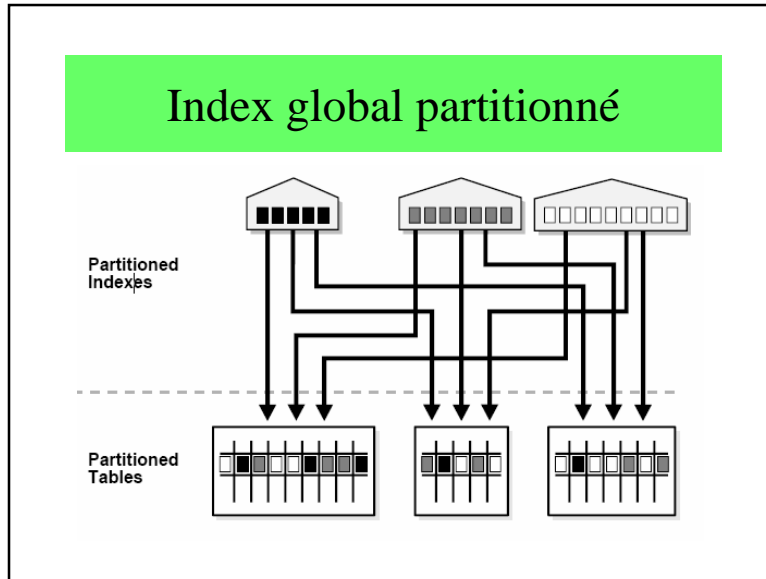 Index global partitionné
Partitioned
Indexes
Partitioned
Tables